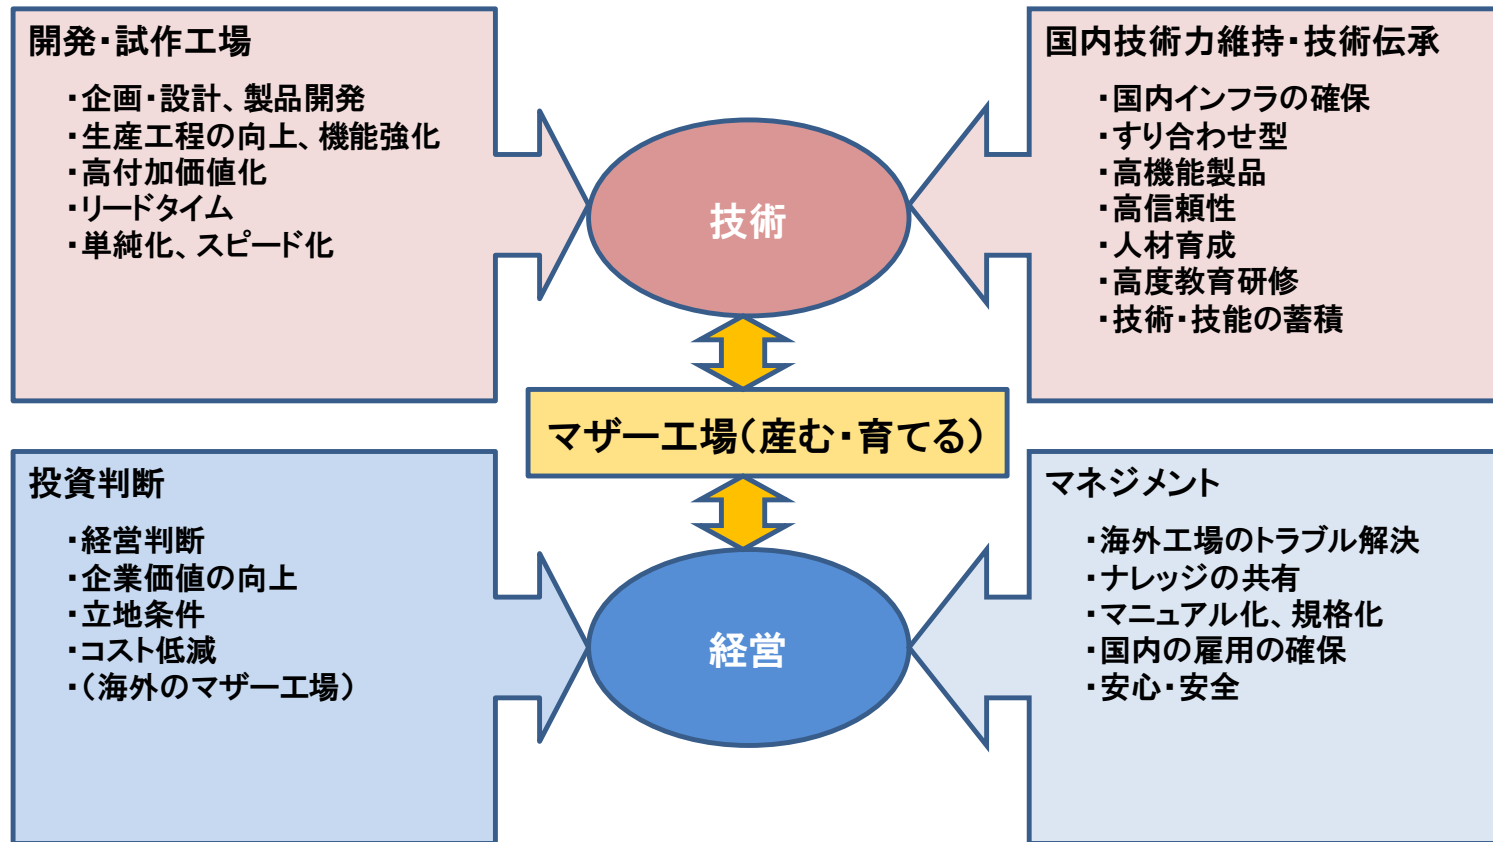 開発・試作工場
・企画・設計、製品開発
・生産工程の向上、機能強化
・高付加価値化
・リードタイム
・単純化、スピード化
国内技術力維持・技術伝承
・国内インフラの確保
・すり合わせ型
・高機能製品
・高信頼性
・人材育成
・高度教育研修
・技術・技能の蓄積
技術
マザー工場(産む・育てる)
投資判断
・経営判断
・企業価値の向上
・立地条件
・コスト低減
・(海外のマザー工場)
経営
マネジメント
・海外工場のトラブル解決
・ナレッジの共有
・マニュアル化、規格化
・国内の雇用の確保
・安心・安全